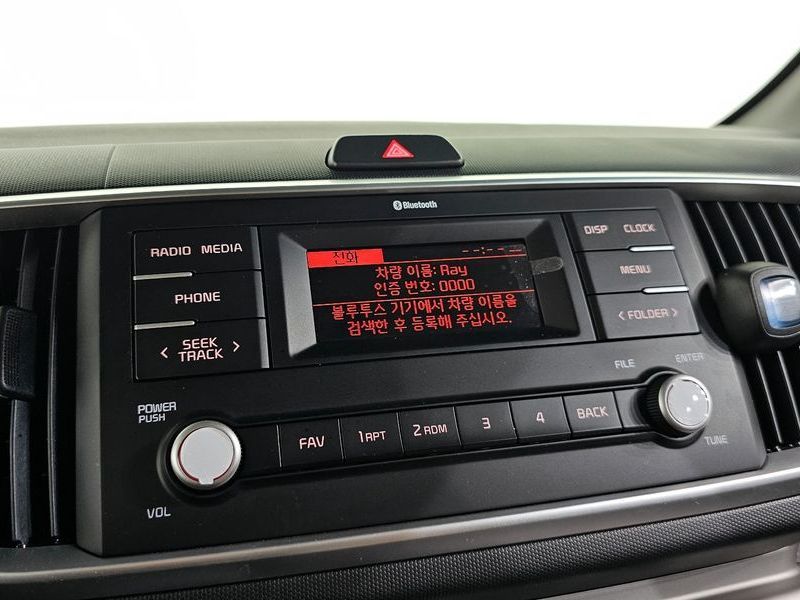 Bluetooth
RADIO MEDIA
PHONE
SEEK
TRACK
전화
--:--
차량 이름: Ray
인증 번호: 0000
블루투스 기기에서 차량 이름을
검색한 후 등록해 주십시오.
DISP CLOCK
MENU
< FOLDER >
POWER
PUSH
VOL
FAV
1 RPT
2 RDM
3
4
BACK
FILE
ENTER
TUNE